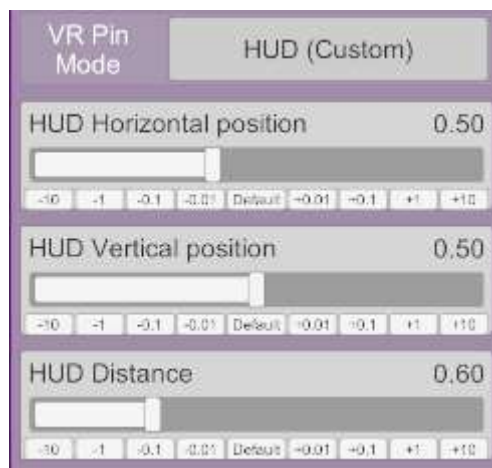 VR Pin
Mode
HUD (Custom)
HUD Horizontal position 0.50
-10 -1 -0.1 -0.01 Default +0.01 +0.1 +1 +10
HUD Vertical position 0.50
-10 -1 -0.1 -0.01 Default +0.01 +0.1 +1 +10
HUD Distance 0.60
-10 -1 -0.1 -0.01 Default +0.01 +0.1 +1 +10